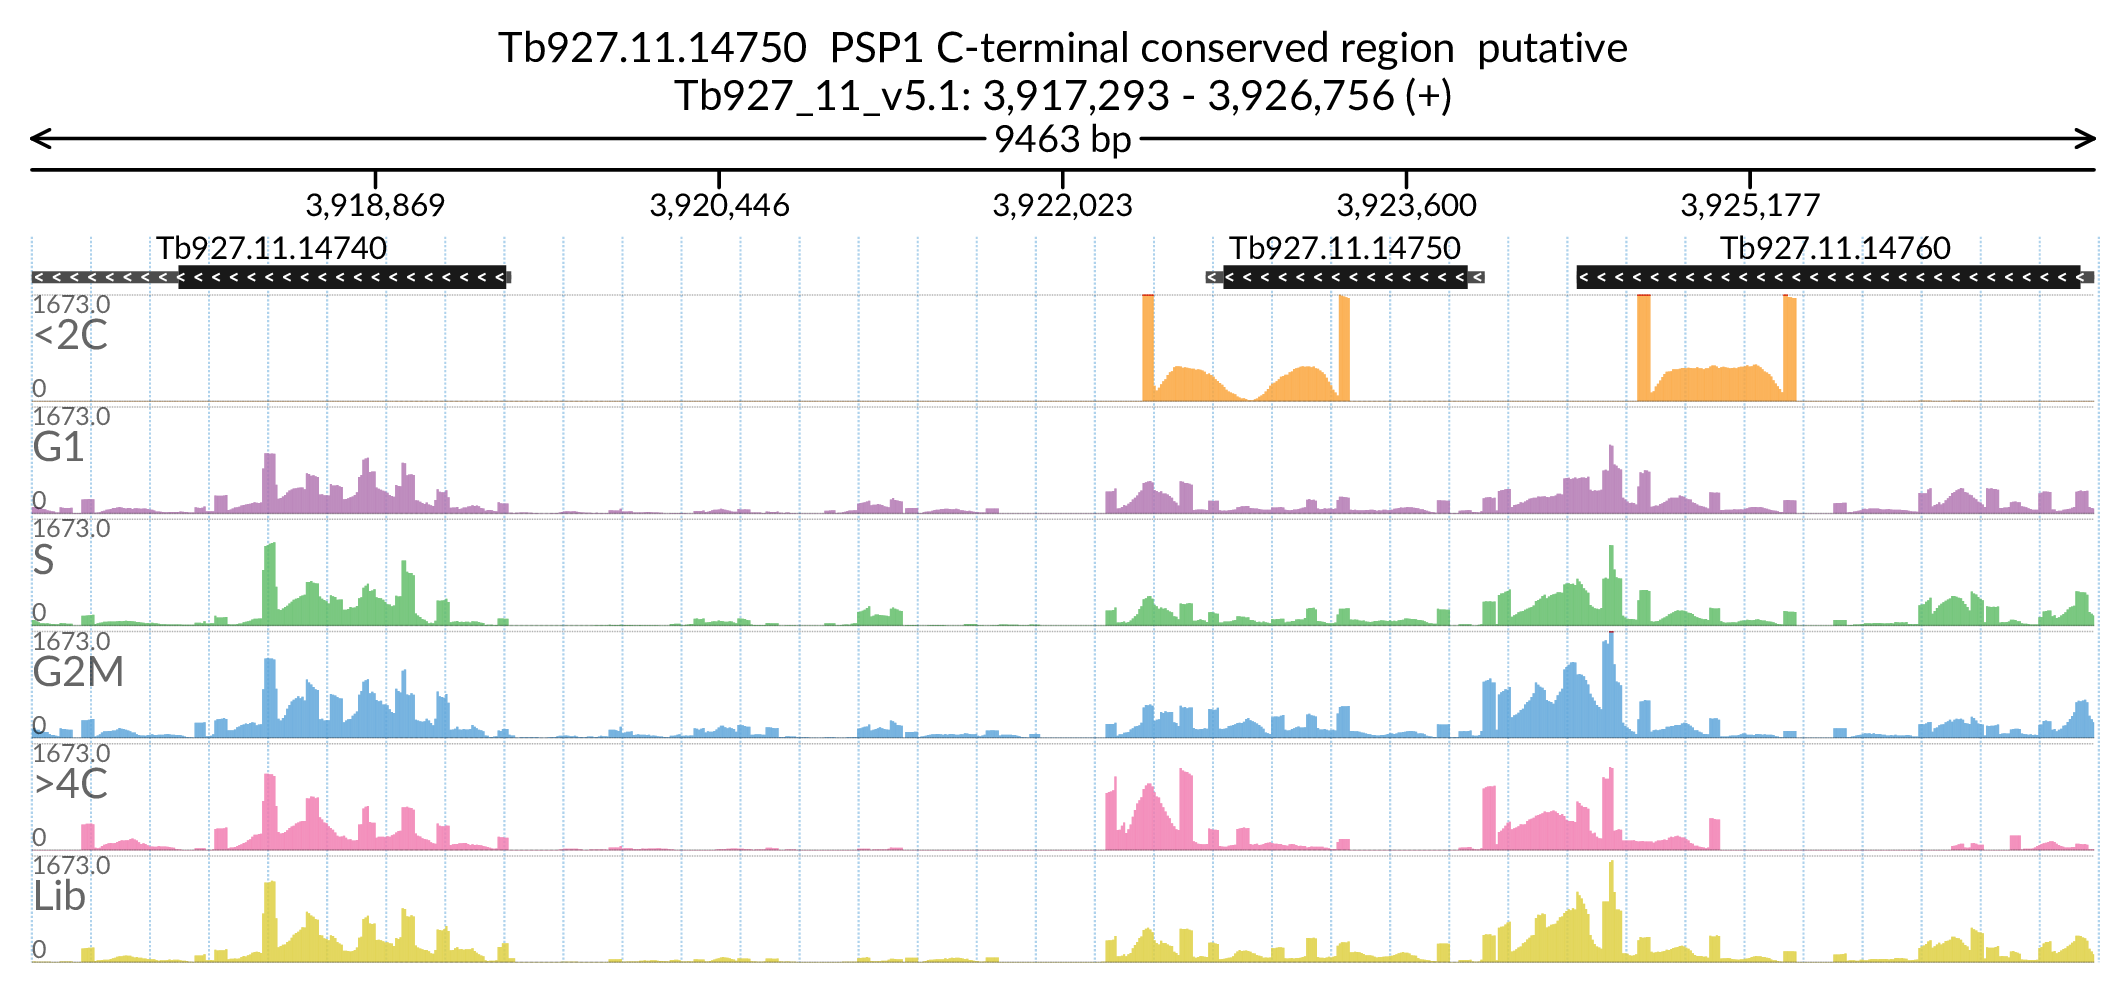 Tb927.11.14750  PSP1 C-terminal conserved region  putative
Tb927_11_v5.1: 3,917,293 - 3,926,756 (+)
9463 bp
3,918,869 3,920,446 3,922,023 3,923,600 3,925,177
Tb927.11.14740 Tb927.11.14750 Tb927.11.14760
1673.0
<2C
0
1673.0
G1
0
1673.0
S
0
1673.0
G2M
0
1673.0
>4C
0
1673.0
Lib
0